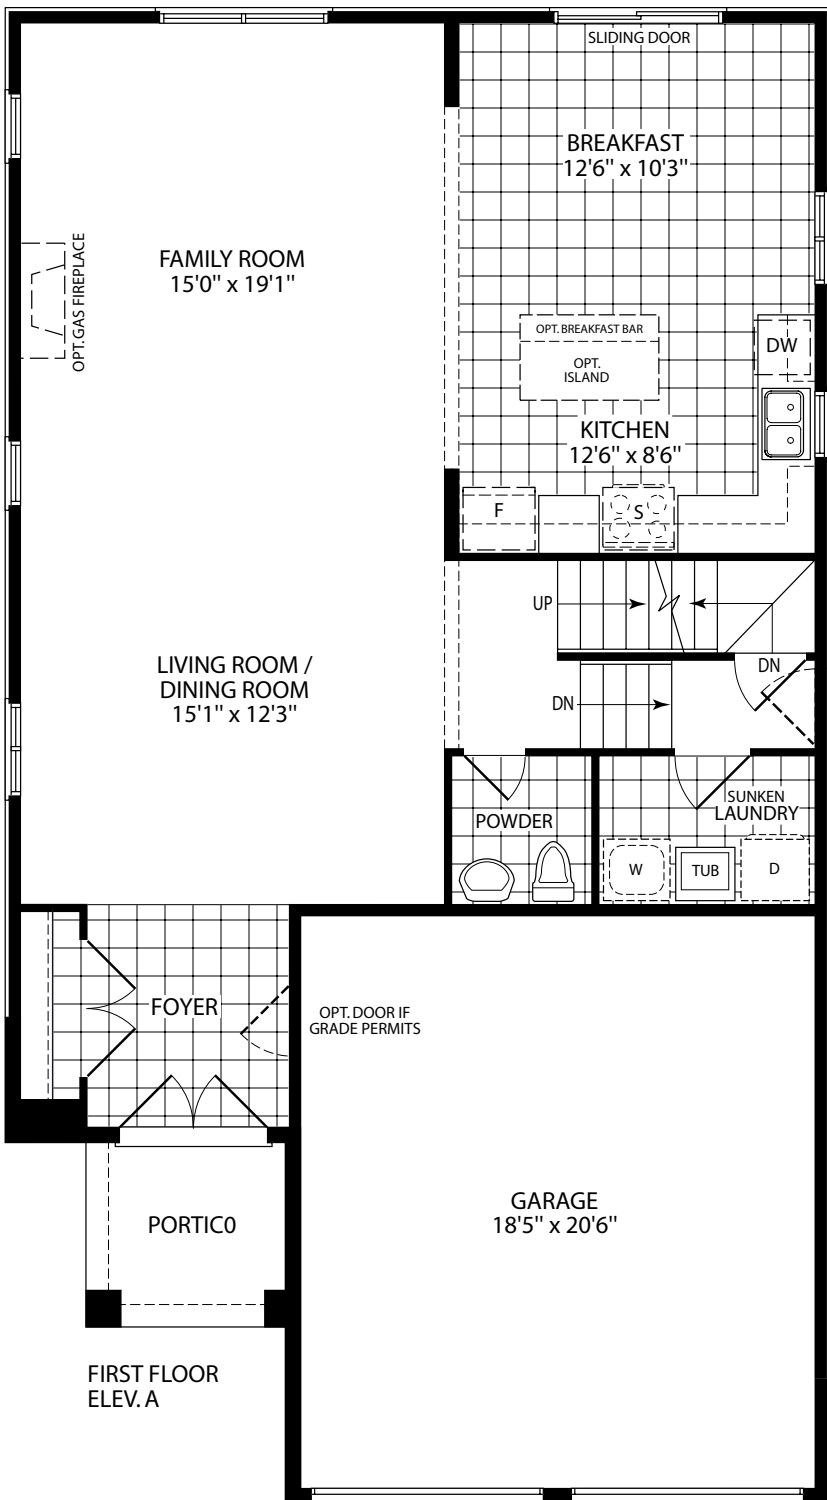 SLIDING DOOR
BREAKFAST
12'6" x 10'3"
FAMILY ROOM
15'0" x 19'1"
OPT. GAS FIREPLACE
OPT. BREAKFAST BAR
OPT.
ISLAND
DW
KITCHEN
12'6" x 8'6"
F
S
UP
LIVING ROOM /
DINING ROOM
15'1" x 12'3"
DN
DN
POWDER
SUNKEN
LAUNDRY
W
TUB
D
FOYER
OPT. DOOR IF
GRADE PERMITS
PORTIC0
GARAGE
18'5" x 20'6"
FIRST FLOOR
ELEV. A